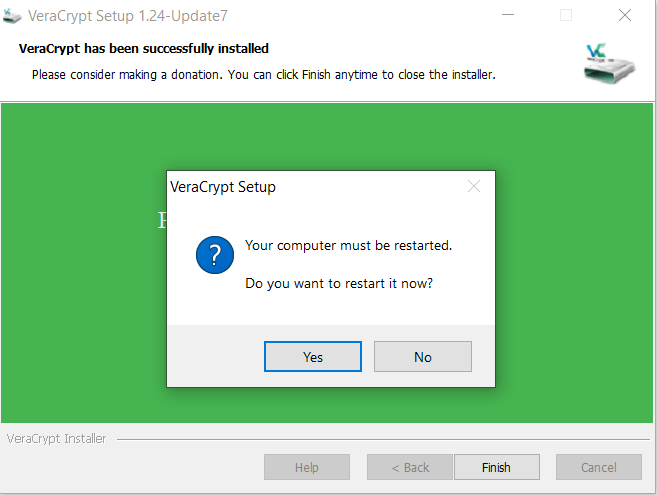 VeraCrypt Setup 1.24-Update7
VeraCrypt has been successfully installed
Please consider making a donation. You can click Finish anytime to close the installer.
VeraCrypt Setup
Your computer must be restarted.
Do you want to restart it now?
Yes
No
VeraCrypt Installer
Help
< Back
Finish
Cancel